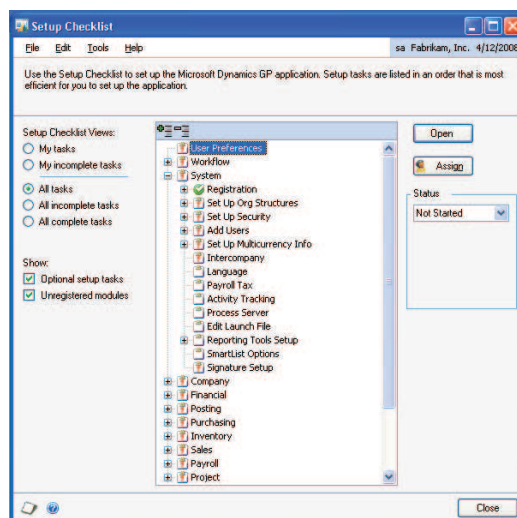 Setup Checklist
File Edit Tools Help
sa Fabrikam, Inc. 4/12/2008
Use the Setup Checklist to set up the Microsoft Dynamics GP application. Setup tasks are listed in an order that is most
efficient for you to set up the application.
Setup Checklist Views:
My tasks
My incomplete tasks
All tasks
All incomplete tasks
All complete tasks
Show:
Optional setup tasks
Unregistered modules
User Preferences
Workflow
System
Registration
Set Up Org Structures
Set Up Security
Add Users
Set Up Multicurrency Info
Intercompany
Language
Payroll Tax
Activity Tracking
Process Server
Edit Launch File
Reporting Tools Setup
SmartList Options
Signature Setup
Company
Financial
Posting
Purchasing
Inventory
Sales
Payroll
Project
Open
Assign
Status
Not Started
Close